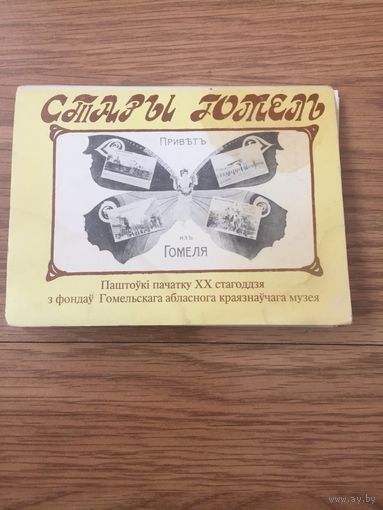 СТАРЫ ГОМЕЛЬ
ПРИВѢТЪ
ИЗЪ
ГОМЕЛЯ
Паштоўкі пачатку XX стагоддзя
з фондаў Гомельскага абласнога краязнаўчага музея
www.ay.by